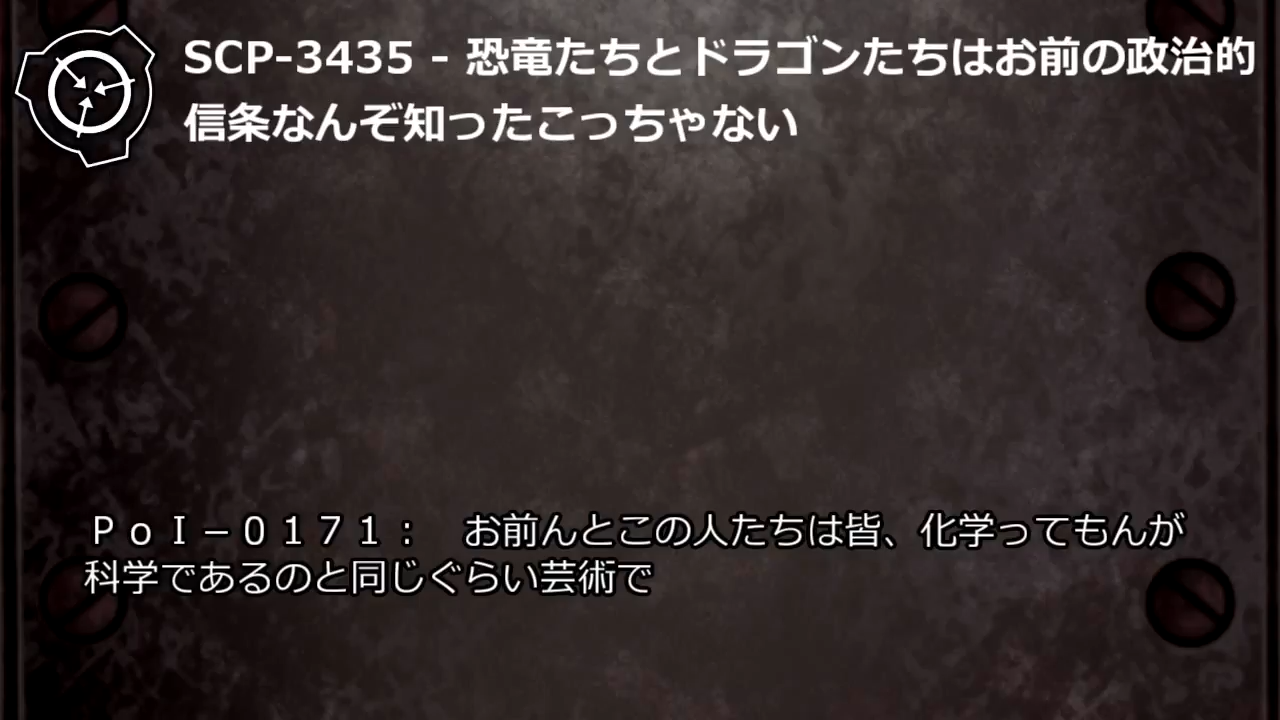 SCP-3435 - 恐竜たちとドラゴンたちはお前の政治的
信条なんぞ知ったこっちゃない
ＰｏＩ－０１７１：　お前んとこの人たちは皆、化学ってもんが
科学であるのと同じぐらい芸術で